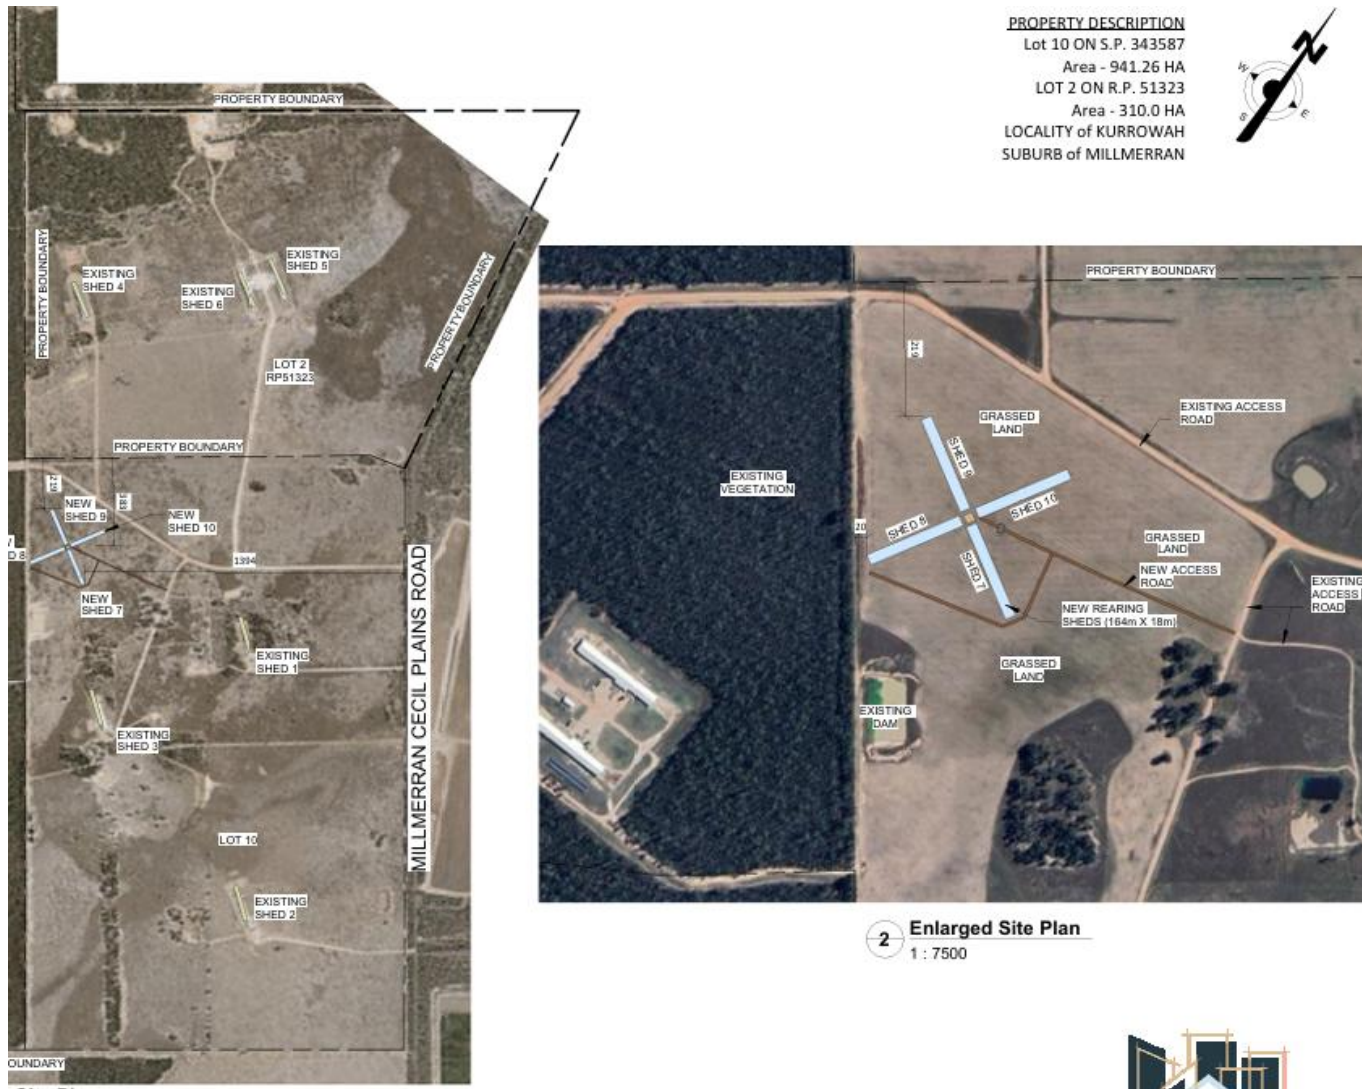 PROPERTY DESCRIPTION
Lot 10 ON S.P. 343587
Area - 941.26 HA
LOT 2 ON R.P. 51323
Area - 310.0 HA
LOCALITY of KURROWAH
SUBURB of MILLMERRAN
N
W
S
E
PROPERTY BOUNDARY
PROPERTY BOUNDARY
EXISTING
SHED 4
EXISTING
SHED 5
EXISTING
SHED 6
PROPERTY BOUNDARY
LOT 2
RP51323
PROPERTY BOUNDARY
219
NEW
SHED 9
383
NEW
SHED 10
D 8
1394
NEW
SHED 7
EXISTING
SHED 1
EXISTING
SHED 3
MILLMERRAN CECIL PLAINS ROAD
LOT 10
EXISTING
SHED 2
OUNDARY
PROPERTY BOUNDARY
219
GRASSED
LAND
EXISTING ACCESS
ROAD
SHED 9
EXISTING
VEGETATION
SHED 10
20
SHED 8
GRASSED
LAND
SHED 7
NEW ACCESS
ROAD
EXISTING
ACCESS
ROAD
NEW REARING
SHEDS (164m X 18m)
GRASSED
LAND
EXISTING
DAM
2
Enlarged Site Plan
1 : 7500